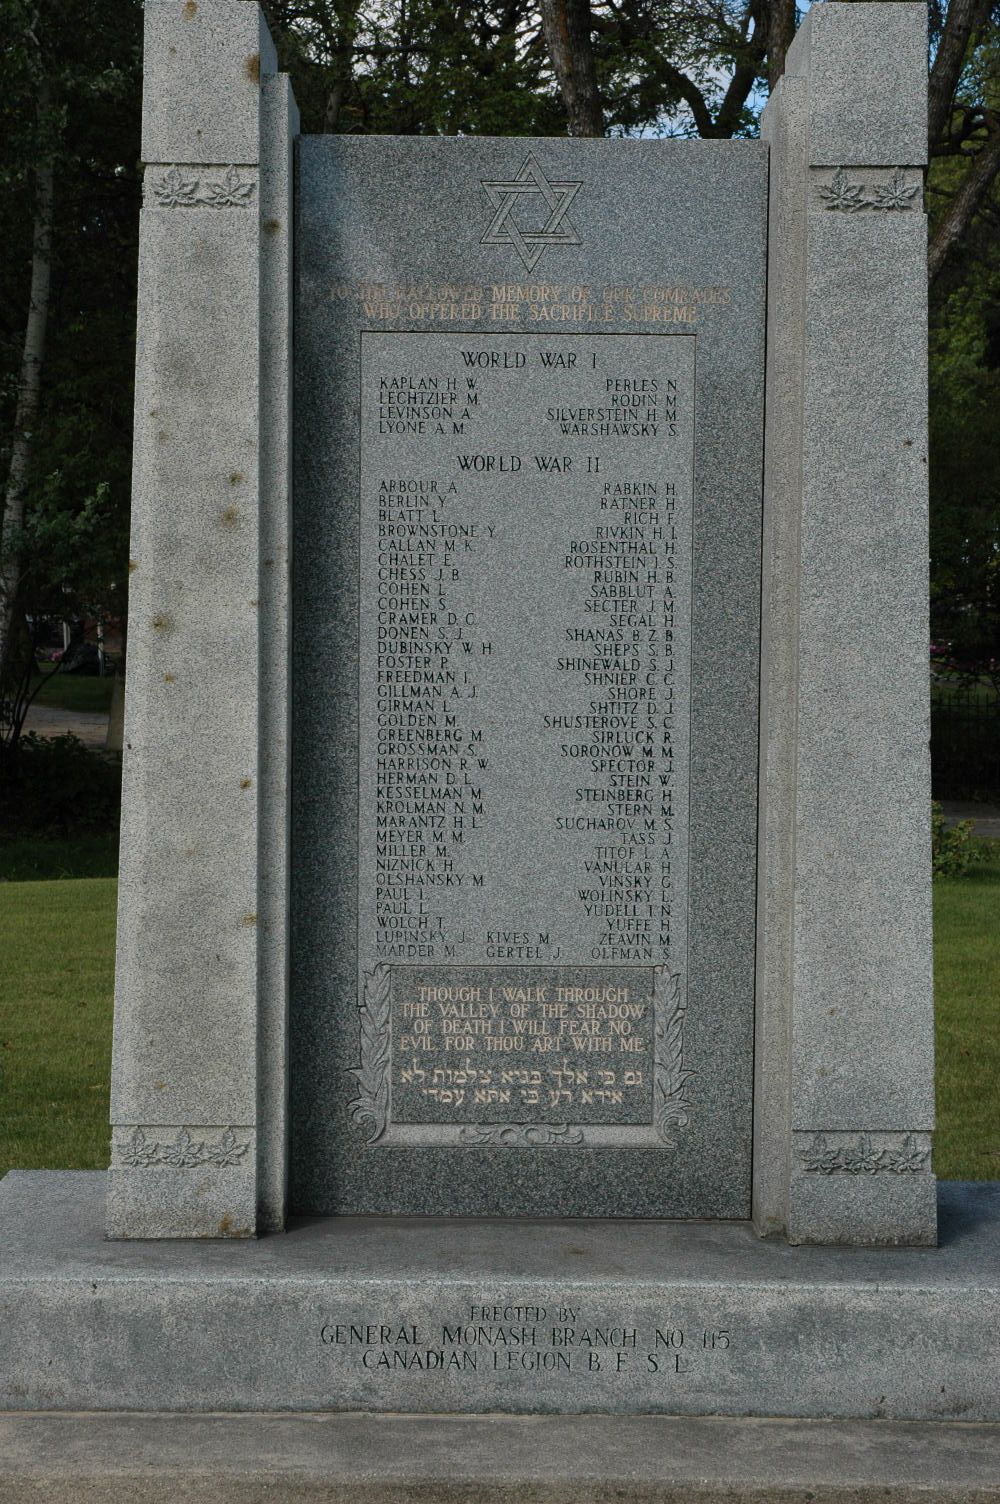 TO THE HALLOWED MEMORY OF OUR COMRADES
WHO OFFERED THE SACRIFICE SUPREME
WORLD WAR I
KAPLAN H W
LECHTZIER M
LEVINSON A.
LYONE A.M.
PERLES N
RODIN M
SILVERSTEIN H M
WARSHAWSKY S.
WORLD WAR II
ARBOUR A
BERLIN Y
BLATT L
BROWNSTONE Y
CALLAN M K.
CHALET E.
CHESS J B
COHEN L
COHEN S
CRAMER D C
DONEN S J
DUBINSKY W H
FOSTER P
FREEDMAN I.
GILLMAN A J
GIRMAN L
GOLDEN M
GREENBERG M
GROSSMAN S.
HARRISON R W
HERMAN D L
KESSELMAN M
KROLMAN N M
MARANTZ H L
MEYER M M
MILLER M
NIZNICK H
OLSHANSKY M
PAUL I.
PAUL L
WOLCH T.
LUPINSKY J KIVES M
MARDER M GERTEL J
RABKIN H
RATNER H
RICH F
RIVKIN H I.
ROSENTHAL H
ROTHSTEIN I S
RUBIN H B
SABBLUT A
SECTER J M
SEGAL H
SHANAS B Z B
SHEPS S B
SHINEWALD S J
SHNIER C C
SHORE J
SHTITZ D J
SHUSTEROVE S C
SIRLUCK R
SORONOW M M
SPECTOR J
STEIN W
STEINBERG H
STERN M
SUCHAROV M S.
TASS J
TITOF L A
VANULAR H
VINSKY G
WOLINSKY L
YUDELL I N
YUFFE H
ZEAVIN M
OLFMAN S.
THOUGH I WALK THROUGH
THE VALLEY OF THE SHADOW
OF DEATH I WILL FEAR NO
EVIL FOR THOU ART WITH ME
גם כי אלך בגיא צלמות לא
אירא רע כי אתא עמדי
ERECTED BY
GENERAL MONASH BRANCH NO 115
CANADIAN LEGION B.E.S.L.